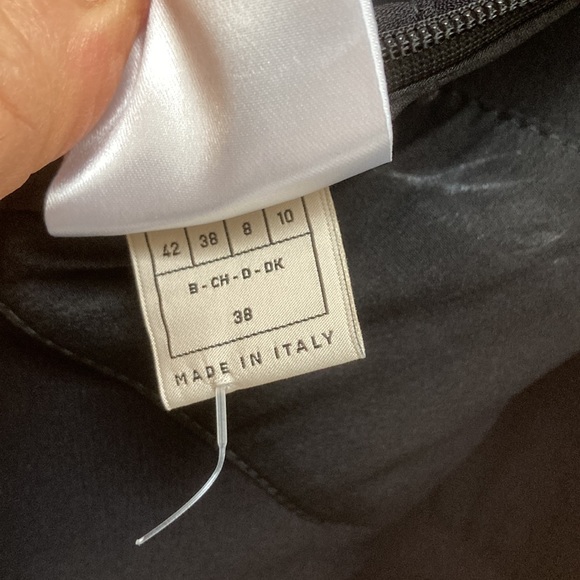 42 38 8 10
B-CH-D-DK
38
MADE IN ITALY